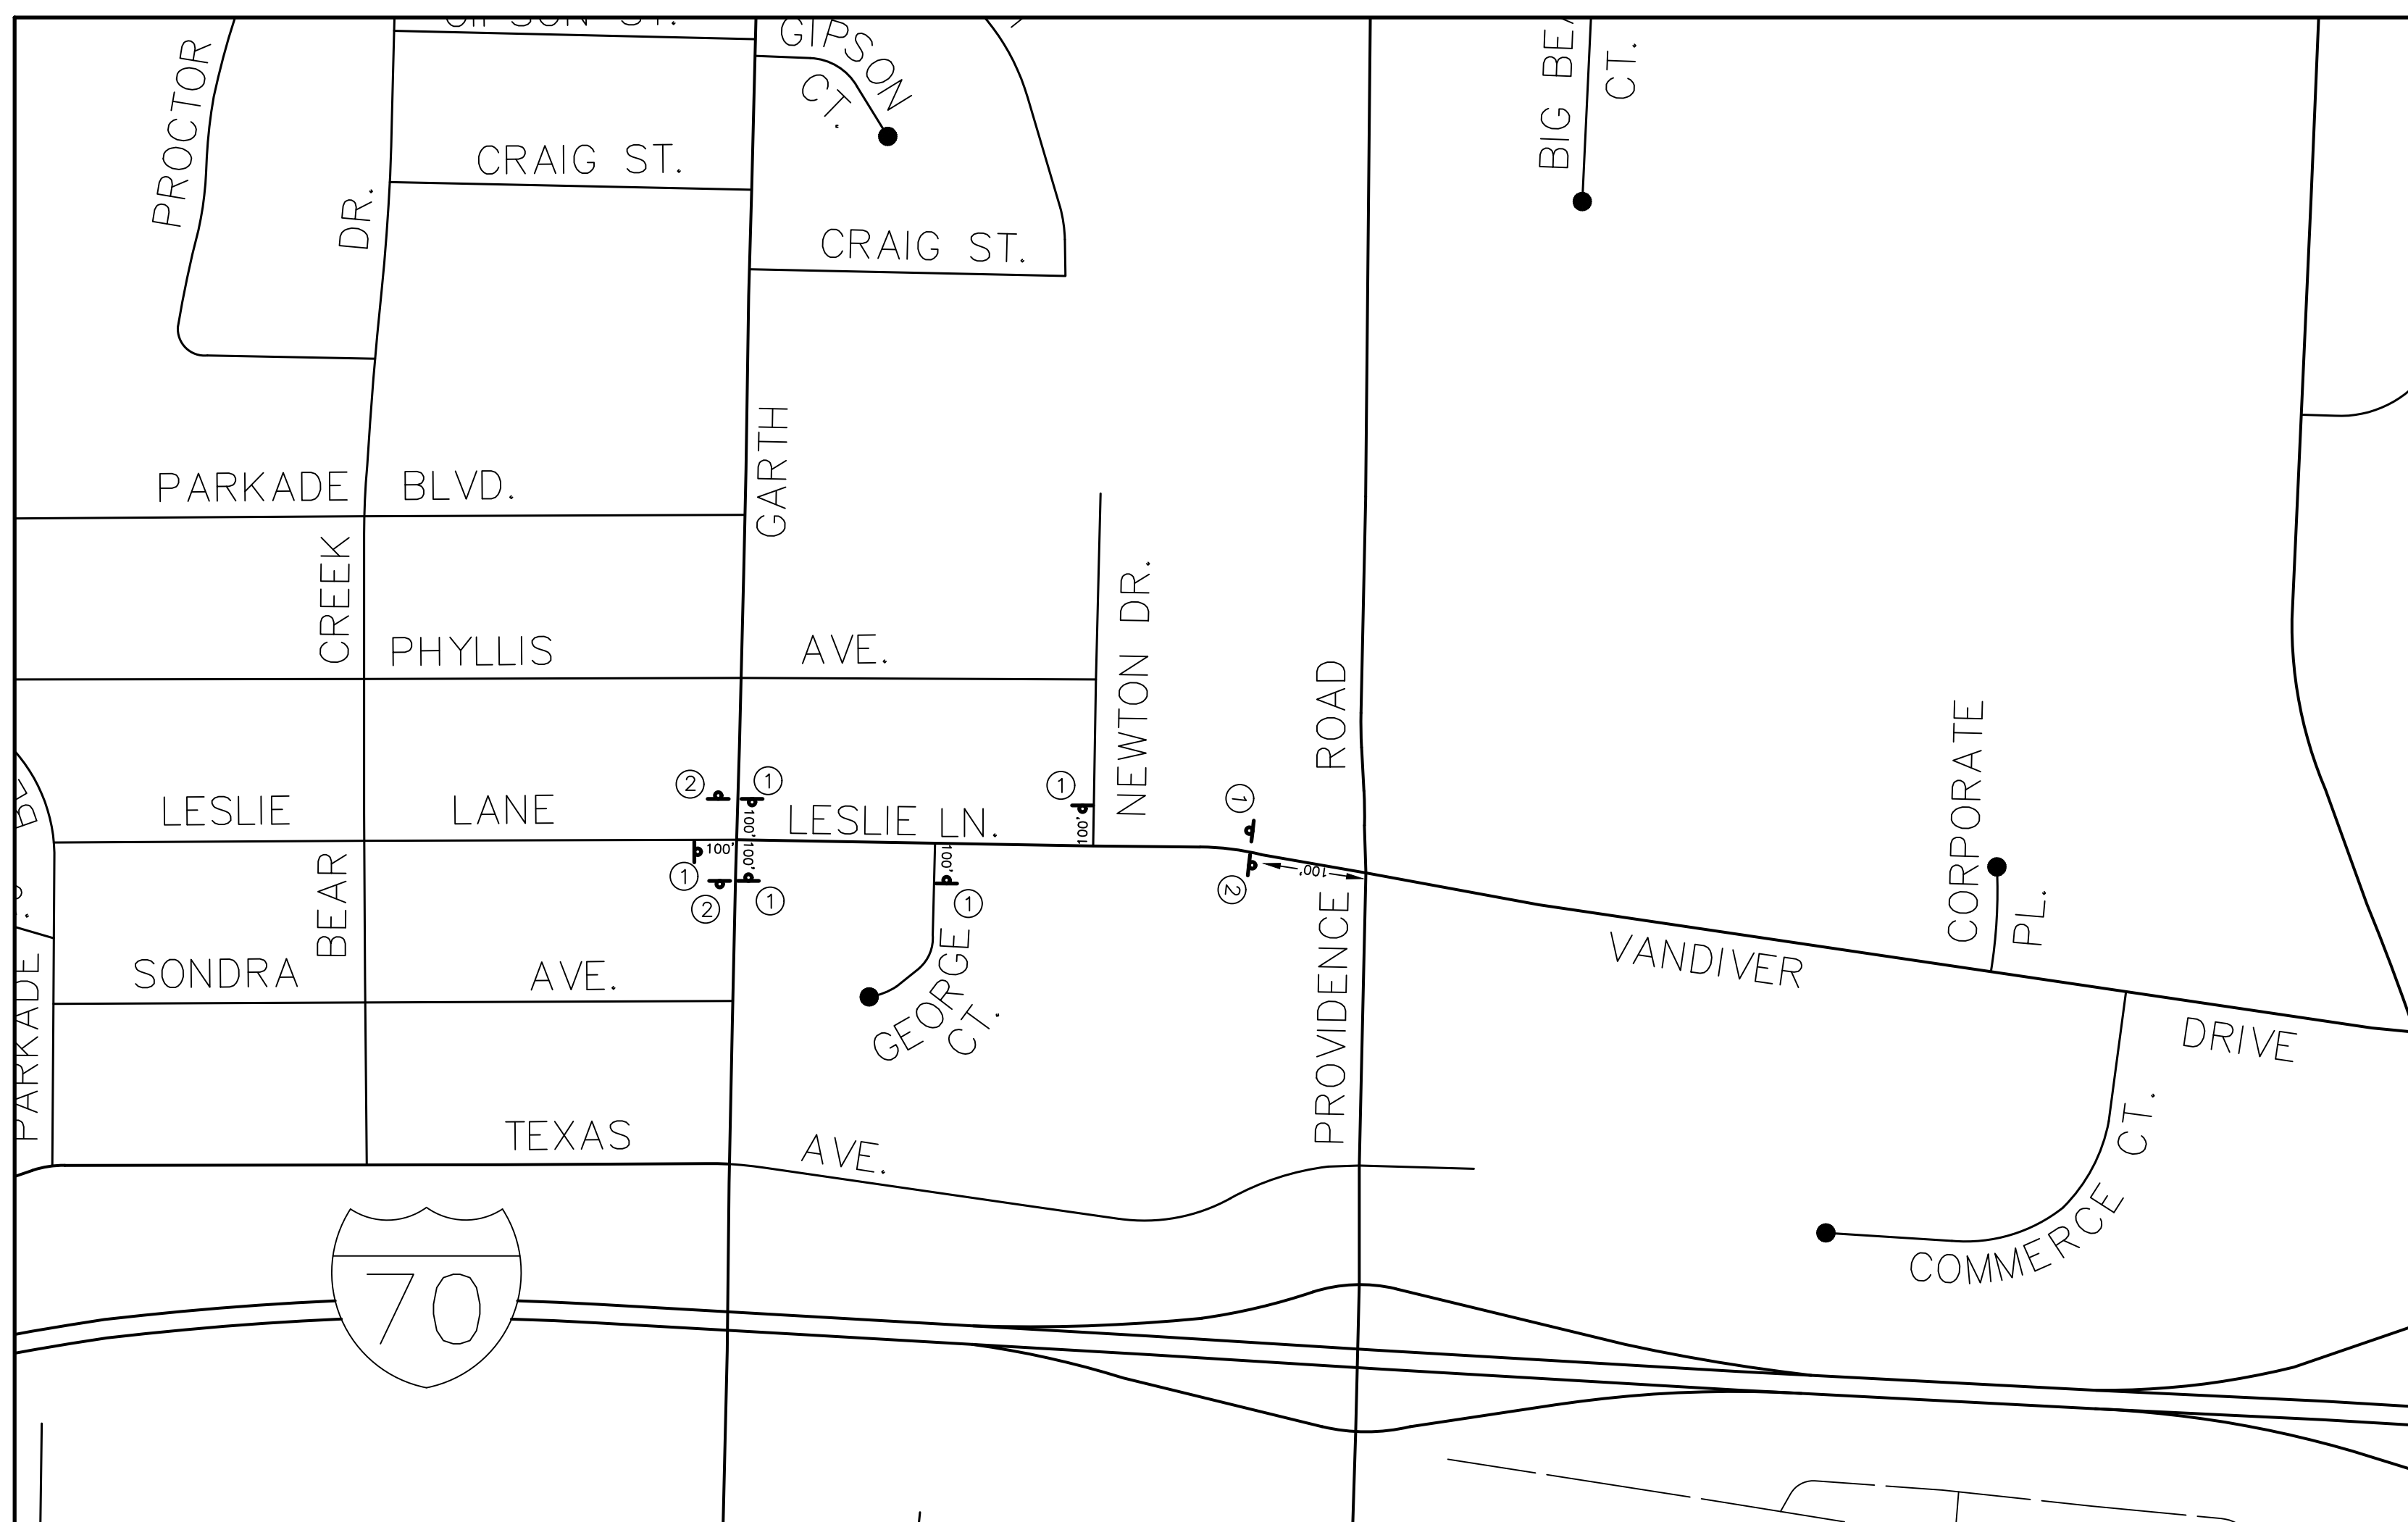 GIPSON ST.
GIPSON
CT.
PROCTOR
DR.
CRAIG ST.
CRAIG ST.
CT.
BIG
GARTH
PARKADE BLVD.
CREEK
PHYLLIS AVE.
NEWTON DR.
ROAD
CORPORATE
PL.
2
1
1
1
LESLIE LANE
LESLIE LN.
100'
100'
100'
100'
100'
100'
1
2
1
1
2
BEAR
PARKADE
SONDRA AVE.
GEORGE
CT.
PROVIDENCE
VANDIVER
DRIVE
TEXAS AVE.
COMMERCE CT.
70